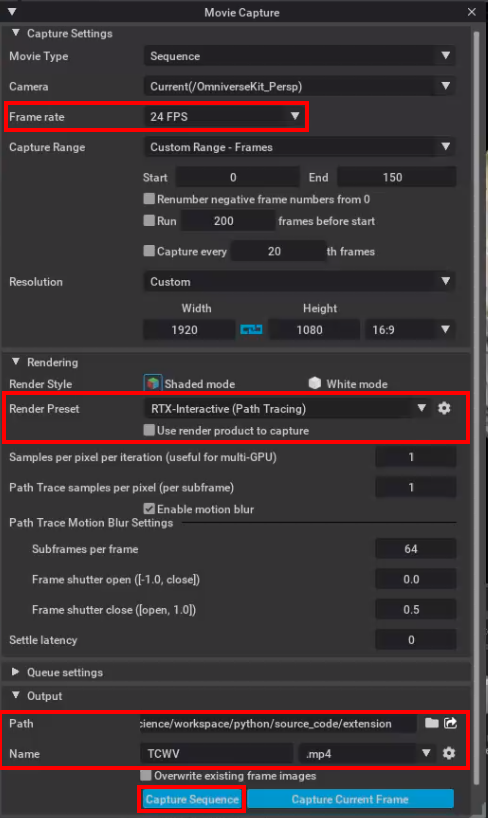 Movie Capture
Capture Settings
Movie Type Sequence
Camera Current(/OmniverseKit_Persp)
Frame rate 24 FPS
Capture Range Custom Range - Frames
Start 0 End 150
Renumber negative frame numbers from 0
Run 200 frames before start
Capture every 20 th frames
Resolution Custom
Width Height
1920 1080 16:9
Rendering
Render Style Shaded mode White mode
Render Preset RTX-Interactive (Path Tracing)
Use render product to capture
Samples per pixel per iteration (useful for multi-GPU) 1
Path Trace samples per pixel (per subframe) 1
Enable motion blur
Path Trace Motion Blur Settings
Subframes per frame 64
Frame shutter open ([-1.0, close]) 0.0
Frame shutter close ([open, 1.0]) 0.5
Settle latency 0
Queue settings
Output
Path cience/workspace/python/source_code/extension
Name TCWV .mp4
Overwrite existing frame images
Capture Sequence Capture Current Frame